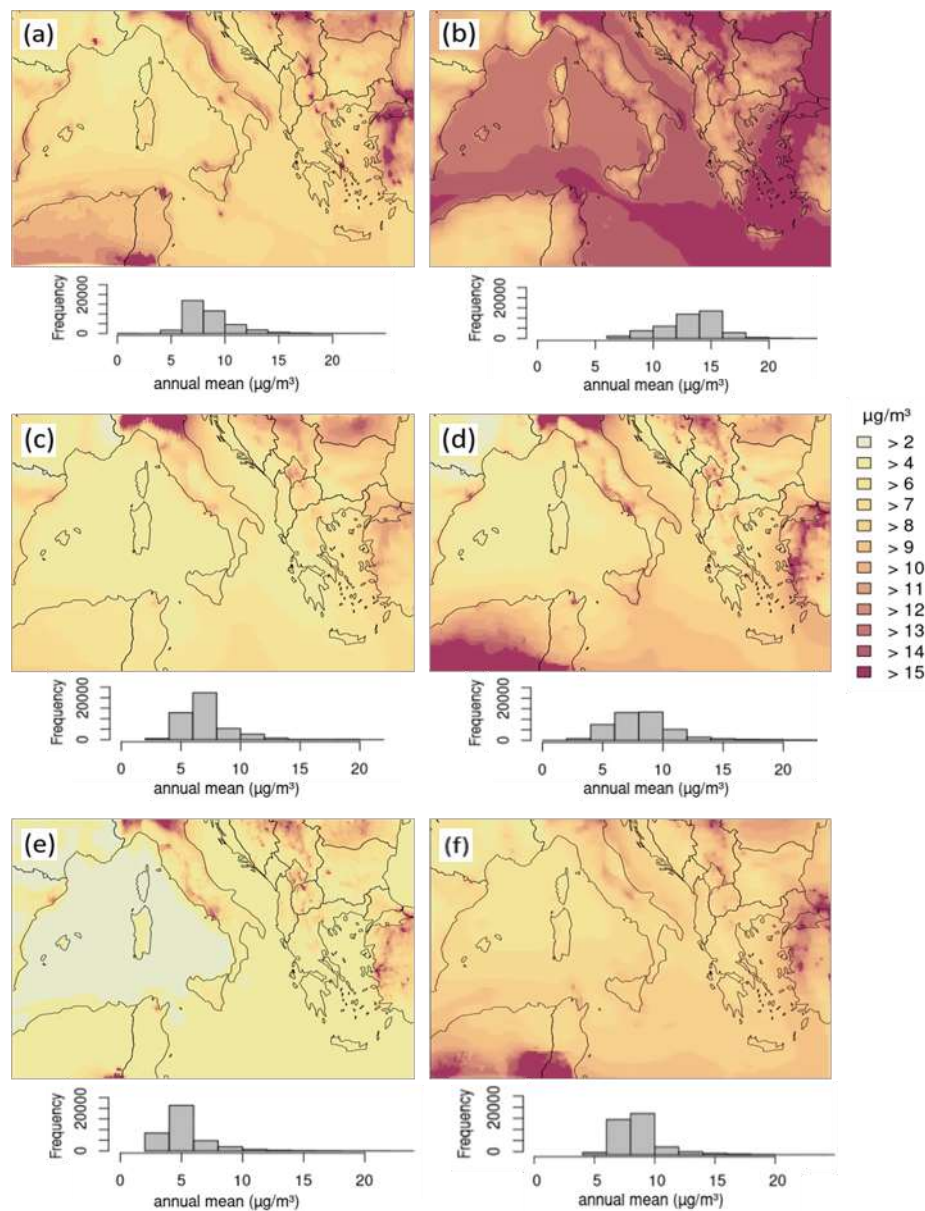 (a)
(b)
Frequency
0 20000
0 5 10 15 20
annual mean (µg/m³)
Frequency
0 20000
0 5 10 15 20
annual mean (µg/m³)
(c)
(d)
µg/m³
> 2
> 4
> 6
> 7
> 8
> 9
> 10
> 11
> 12
> 13
> 14
> 15
Frequency
0 20000
0 5 10 15 20
annual mean (µg/m³)
Frequency
0 20000
0 5 10 15 20
annual mean (µg/m³)
(e)
(f)
Frequency
0 20000
0 5 10 15 20
annual mean (µg/m³)
Frequency
0 20000
0 5 10 15 20
annual mean (µg/m³)